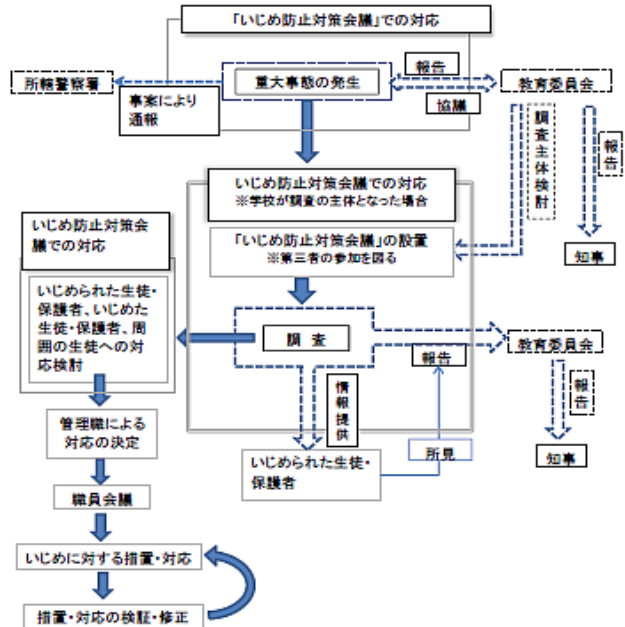 「いじめ防止対策会議」での対応
報告
所轄警察署
重大事態の発生
教育委員会
事案により
通報
協議
調査主体検討
報告
いじめ防止対策会議での対応
※学校が調査の主体となった場合
いじめ防止対策会
議での対応
「いじめ防止対策会議」の設置
※第三者の参加を図る
知事
いじめられた生徒・
保護者、いじめた
生徒・保護者、周
囲の生徒への対
応検討
調 査
報告
教育委員会
情報提供
報告
管理職による
対応の決定
いじめられた生徒・
保護者
所見
知事
職員会議
いじめに対する措置・対応
措置・対応の検証・修正